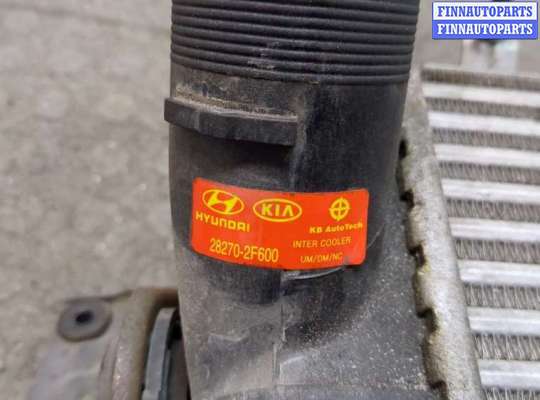 FINNAUTOPARTS
FINNAUTOPARTS
HYUNDAI KIA KB AutoTech
28270-2F600 INTER COOLER
UM/DM/NC